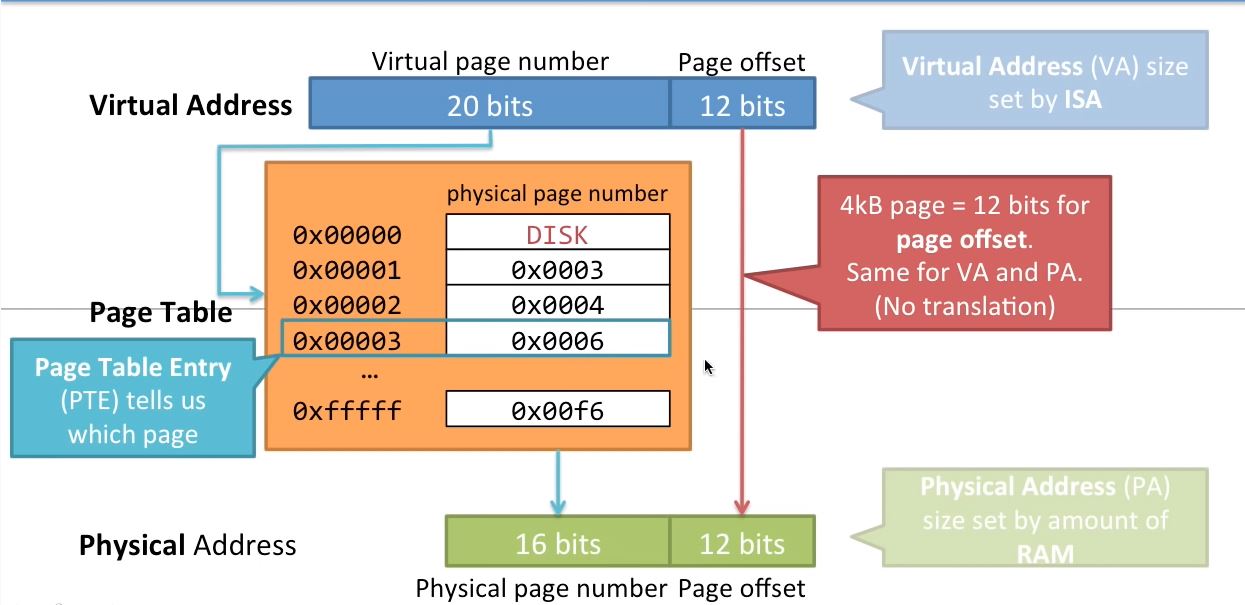 Virtual page number
Page offset
Virtual Address
20 bits
12 bits
Virtual Address (VA) size
set by ISA
physical page number
0x00000
DISK
0x00001
0x0003
0x00002
0x0004
0x00003
0x0006
...
0xfffff
0x00f6
Page Table
Page Table Entry
(PTE) tells us
which page
4kB page = 12 bits for
page offset.
Same for VA and PA.
(No translation)
Physical Address
16 bits
12 bits
Physical page number
Page offset
Physical Address (PA)
size set by amount of
RAM